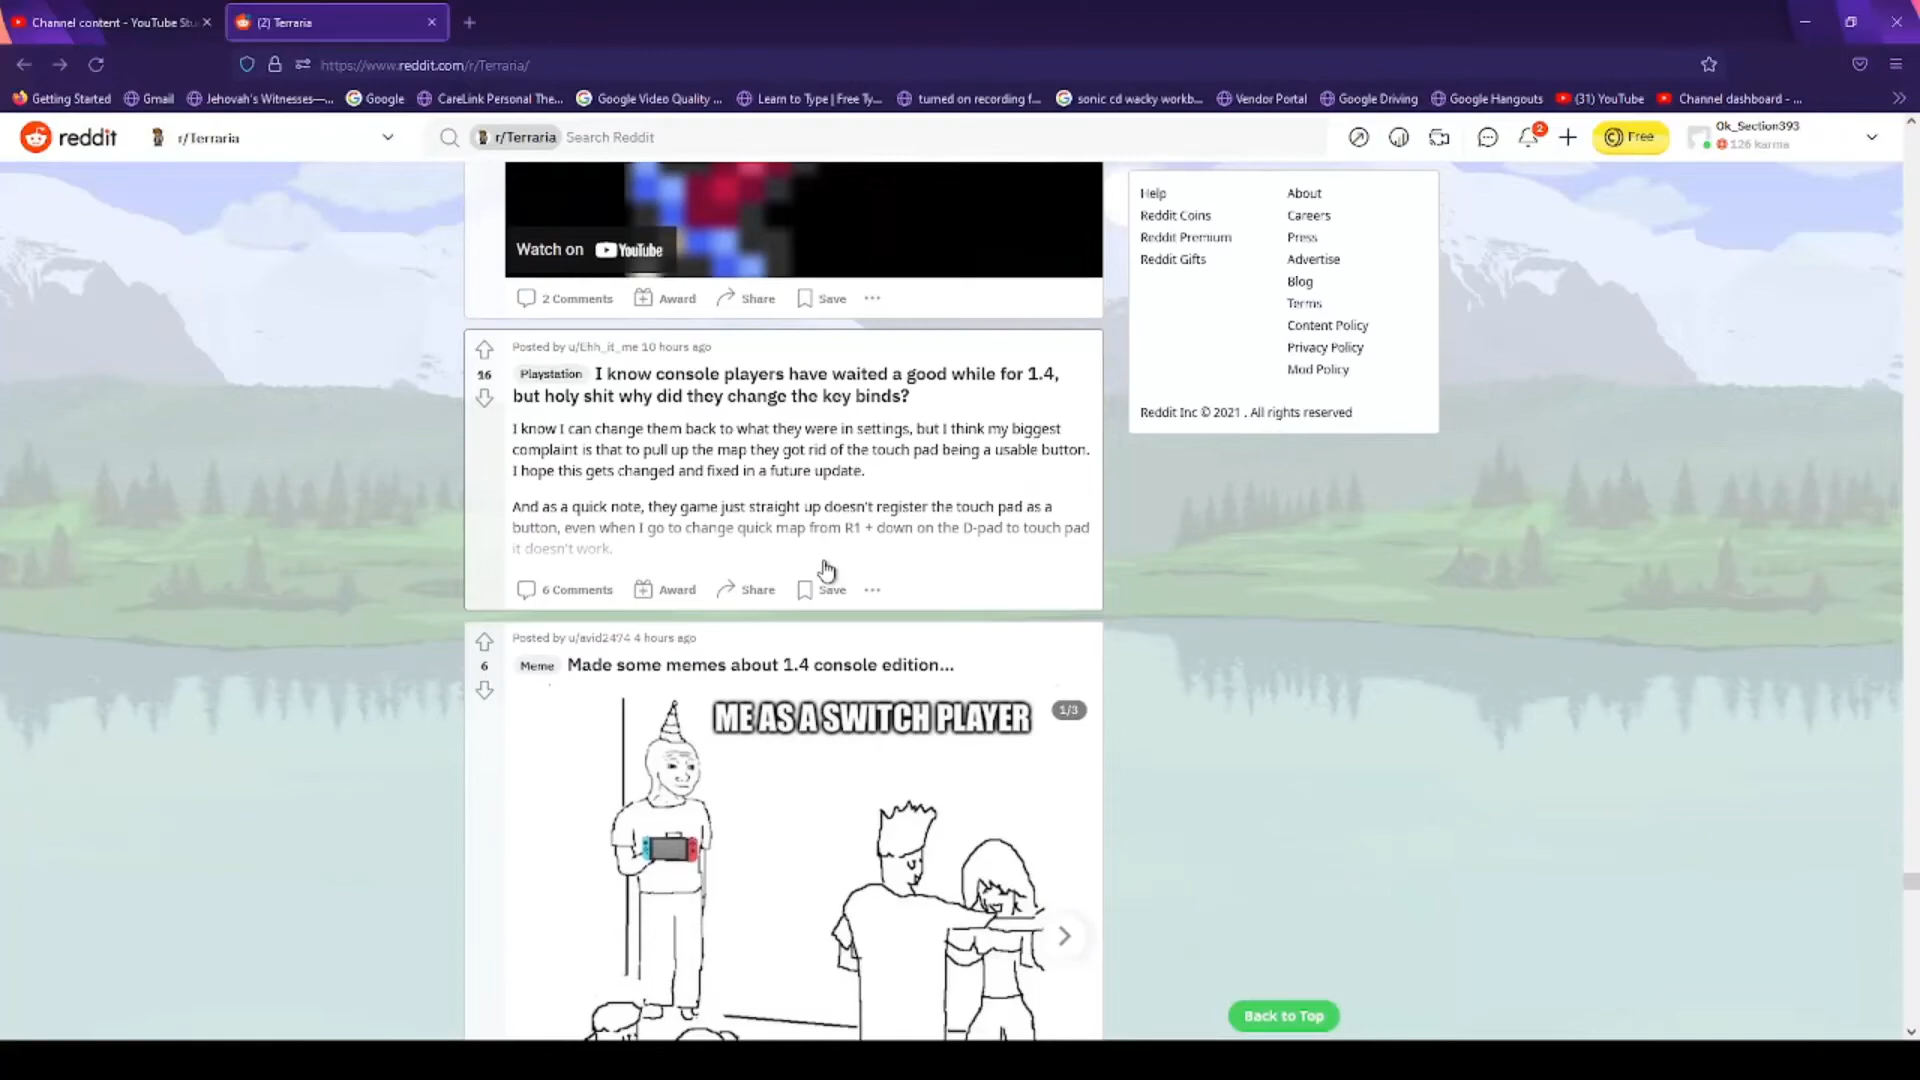 Channel content - YouTube Stu
(2) Terraria
https://www.reddit.com/r/Terraria/
Getting Started
Gmail
Jehovah's Witnesses—...
Google
CareLink Personal The...
Google Video Quality ...
Learn to Type | Free Ty...
turned on recording f...
sonic cd wacky workb...
Vendor Portal
Google Driving
Google Hangouts
(31) YouTube
Channel dashboard - ...
reddit
r/Terraria
r/Terraria Search Reddit
2
Free
Ok_Section393
126 karma
Watch on YouTube
2 Comments Award Share Save ...
Posted by u/Ehh_it_me 10 hours ago
16
Playstation I know console players have waited a good while for 1.4,
but holy shit why did they change the key binds?
I know I can change them back to what they were in settings, but I think my biggest
complaint is that to pull up the map they got rid of the touch pad being a usable button.
I hope this gets changed and fixed in a future update.
And as a quick note, they game just straight up doesn't register the touch pad as a
button, even when I go to change quick map from R1 + down on the D-pad to touch pad
it doesn't work.
6 Comments Award Share Save ...
Posted by u/avid2474 4 hours ago
6
Meme Made some memes about 1.4 console edition...
ME AS A SWITCH PLAYER
1/3
Help
Reddit Coins
Reddit Premium
Reddit Gifts
About
Careers
Press
Advertise
Blog
Terms
Content Policy
Privacy Policy
Mod Policy
Reddit Inc © 2021 . All rights reserved
Back to Top